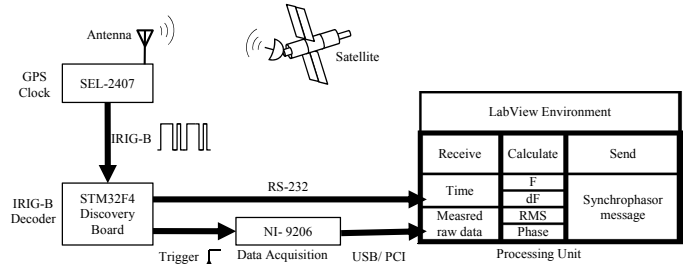 Antenna
Satellite
GPS
Clock
SEL-2407
IRIG-B
LabView Environment
Receive
Calculate
Send
Time
Measred
raw data
F
dF
RMS
Phase
Synchrophasor
message
Processing Unit
RS-232
IRIG-B
Decoder
STM32F4
Discovery
Board
Trigger
NI- 9206
Data Acquisition
USB/ PCI